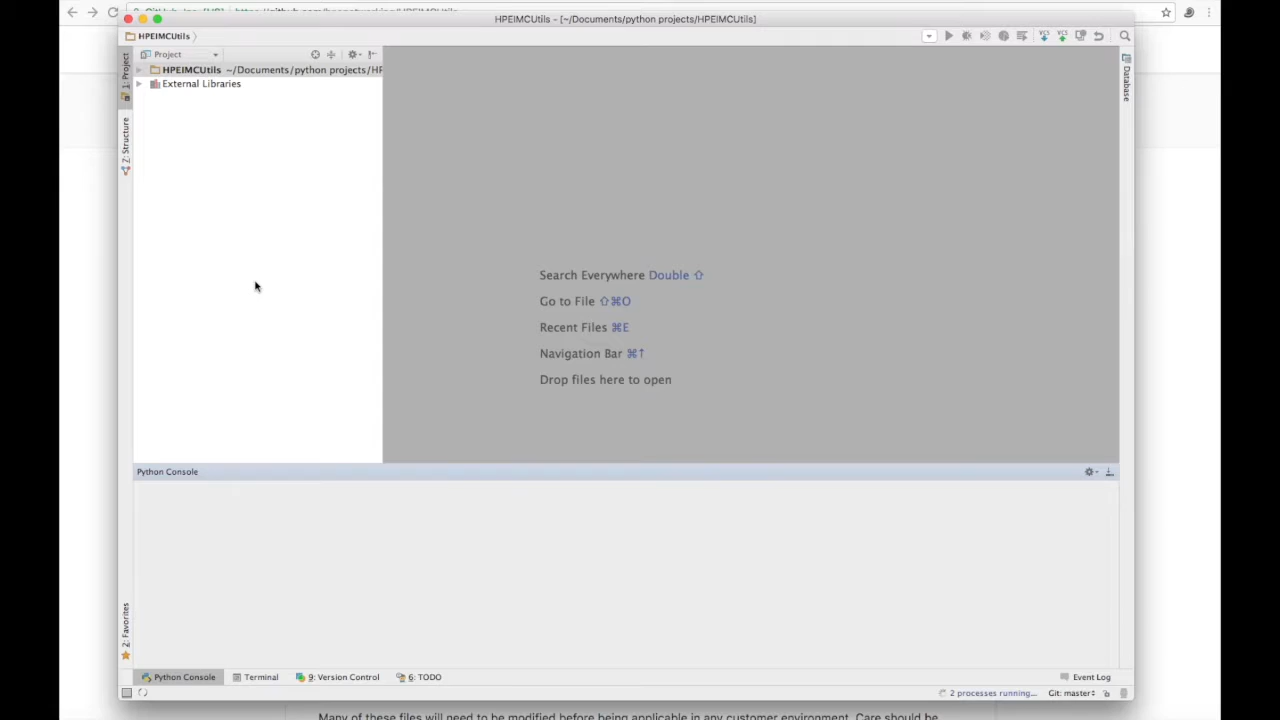 HPEIMCUtils - [~/Documents/python projects/HPEIMCUtils]
HPEIMCUtils
Project
1: Project
HPEIMCUtils ~/Documents/python projects/HP
External Libraries
Z: Structure
Database
Search Everywhere Double ⇧
Go to File ⇧⌘O
Recent Files ⌘E
Navigation Bar ⌘↑
Drop files here to open
Python Console
2: Favorites
Python Console
Terminal
9: Version Control
6: TODO
Event Log
2 processes running...
Git: master
Many of these files will need to be modified before being applicable in any customer environment. Care should be